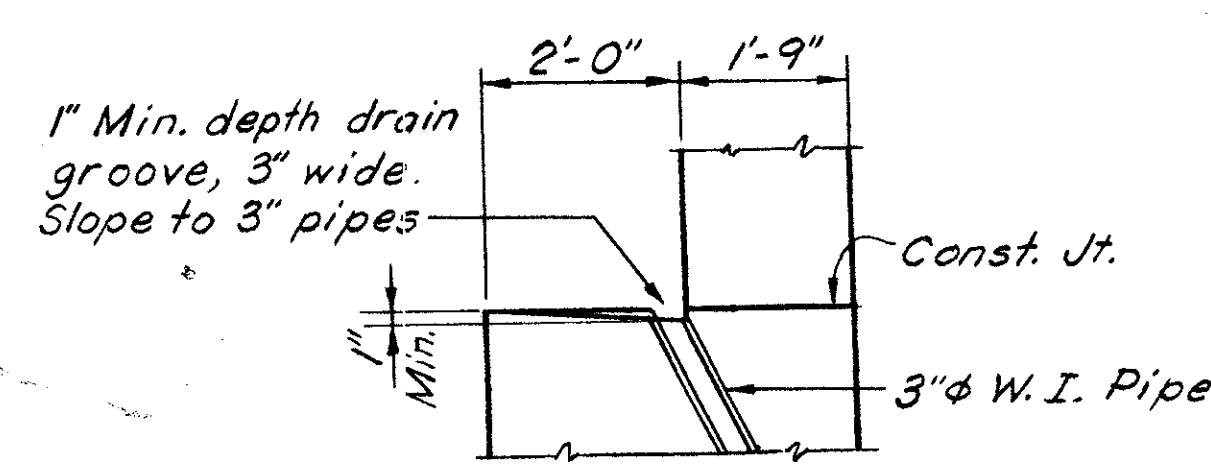 2'-0"
1'-9"
1" Min. depth drain
groove, 3" wide.
Slope to 3" pipes
Const. Jt.
1"
Min.
3"ϕ W. I. Pipe